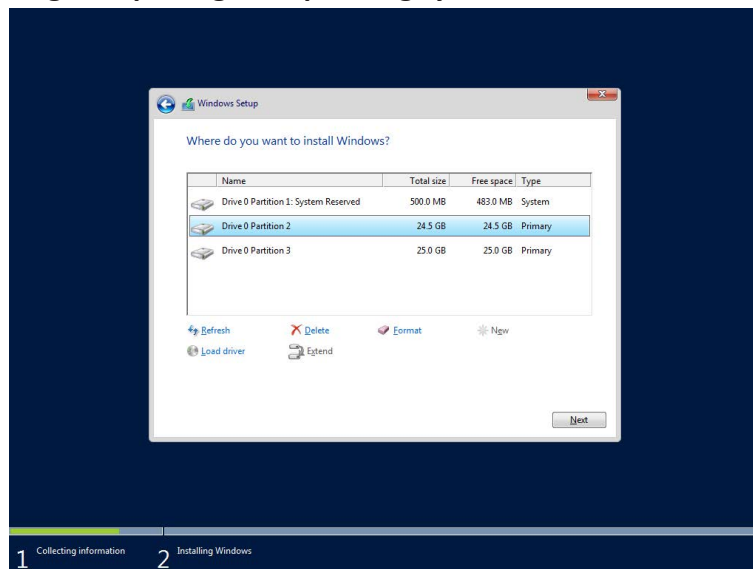 Windows Setup
Where do you want to install Windows?
Name Total size Free space Type
Drive 0 Partition 1: System Reserved 500.0 MB 483.0 MB System
Drive 0 Partition 2 24.5 GB 24.5 GB Primary
Drive 0 Partition 3 25.0 GB 25.0 GB Primary
Refresh Delete Format New
Load driver Extend
Next
1 Collecting information 2 Installing Windows